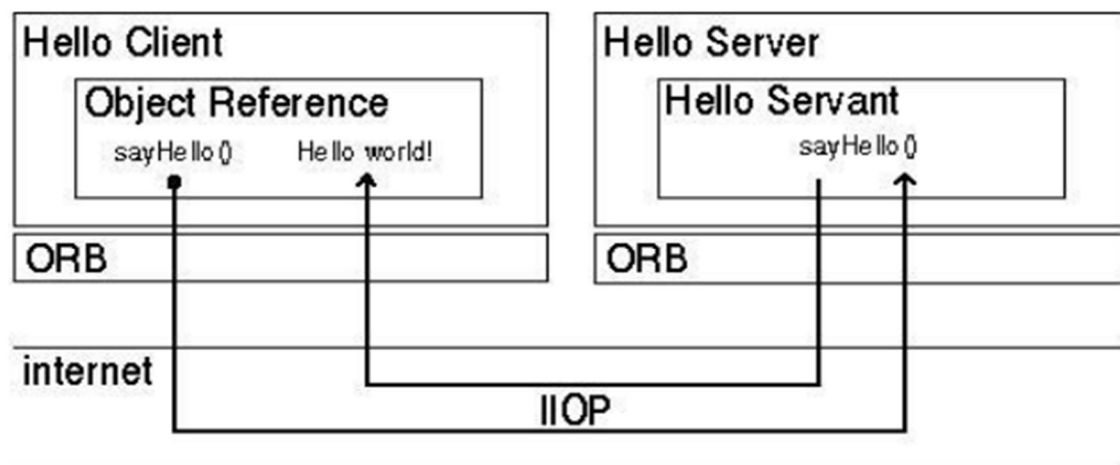 Hello Client
Object Reference
sayHello()
Hello world!
ORB
Hello Server
Hello Servant
sayHello()
ORB
internet
IIOP